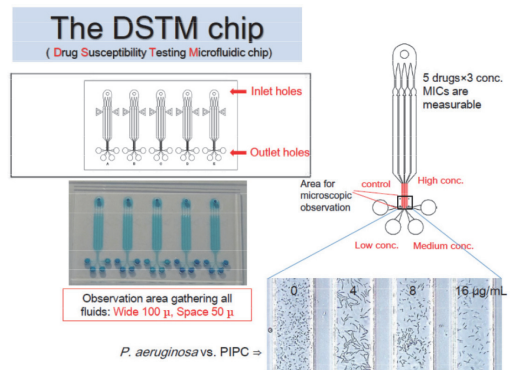 The DSTM chip
( Drug Susceptibility Testing Microfluidic chip)
Inlet holes
Outlet holes
A B C D E
5 drugs×3 conc.
MICs are
measurable
Area for
microscopic
observation
control
High conc.
Low conc.
Medium conc.
Observation area gathering all
fluids: Wide 100 μ, Space 50 μ
0 4 8 16 μg/mL
P. aeruginosa vs. PIPC ⇒